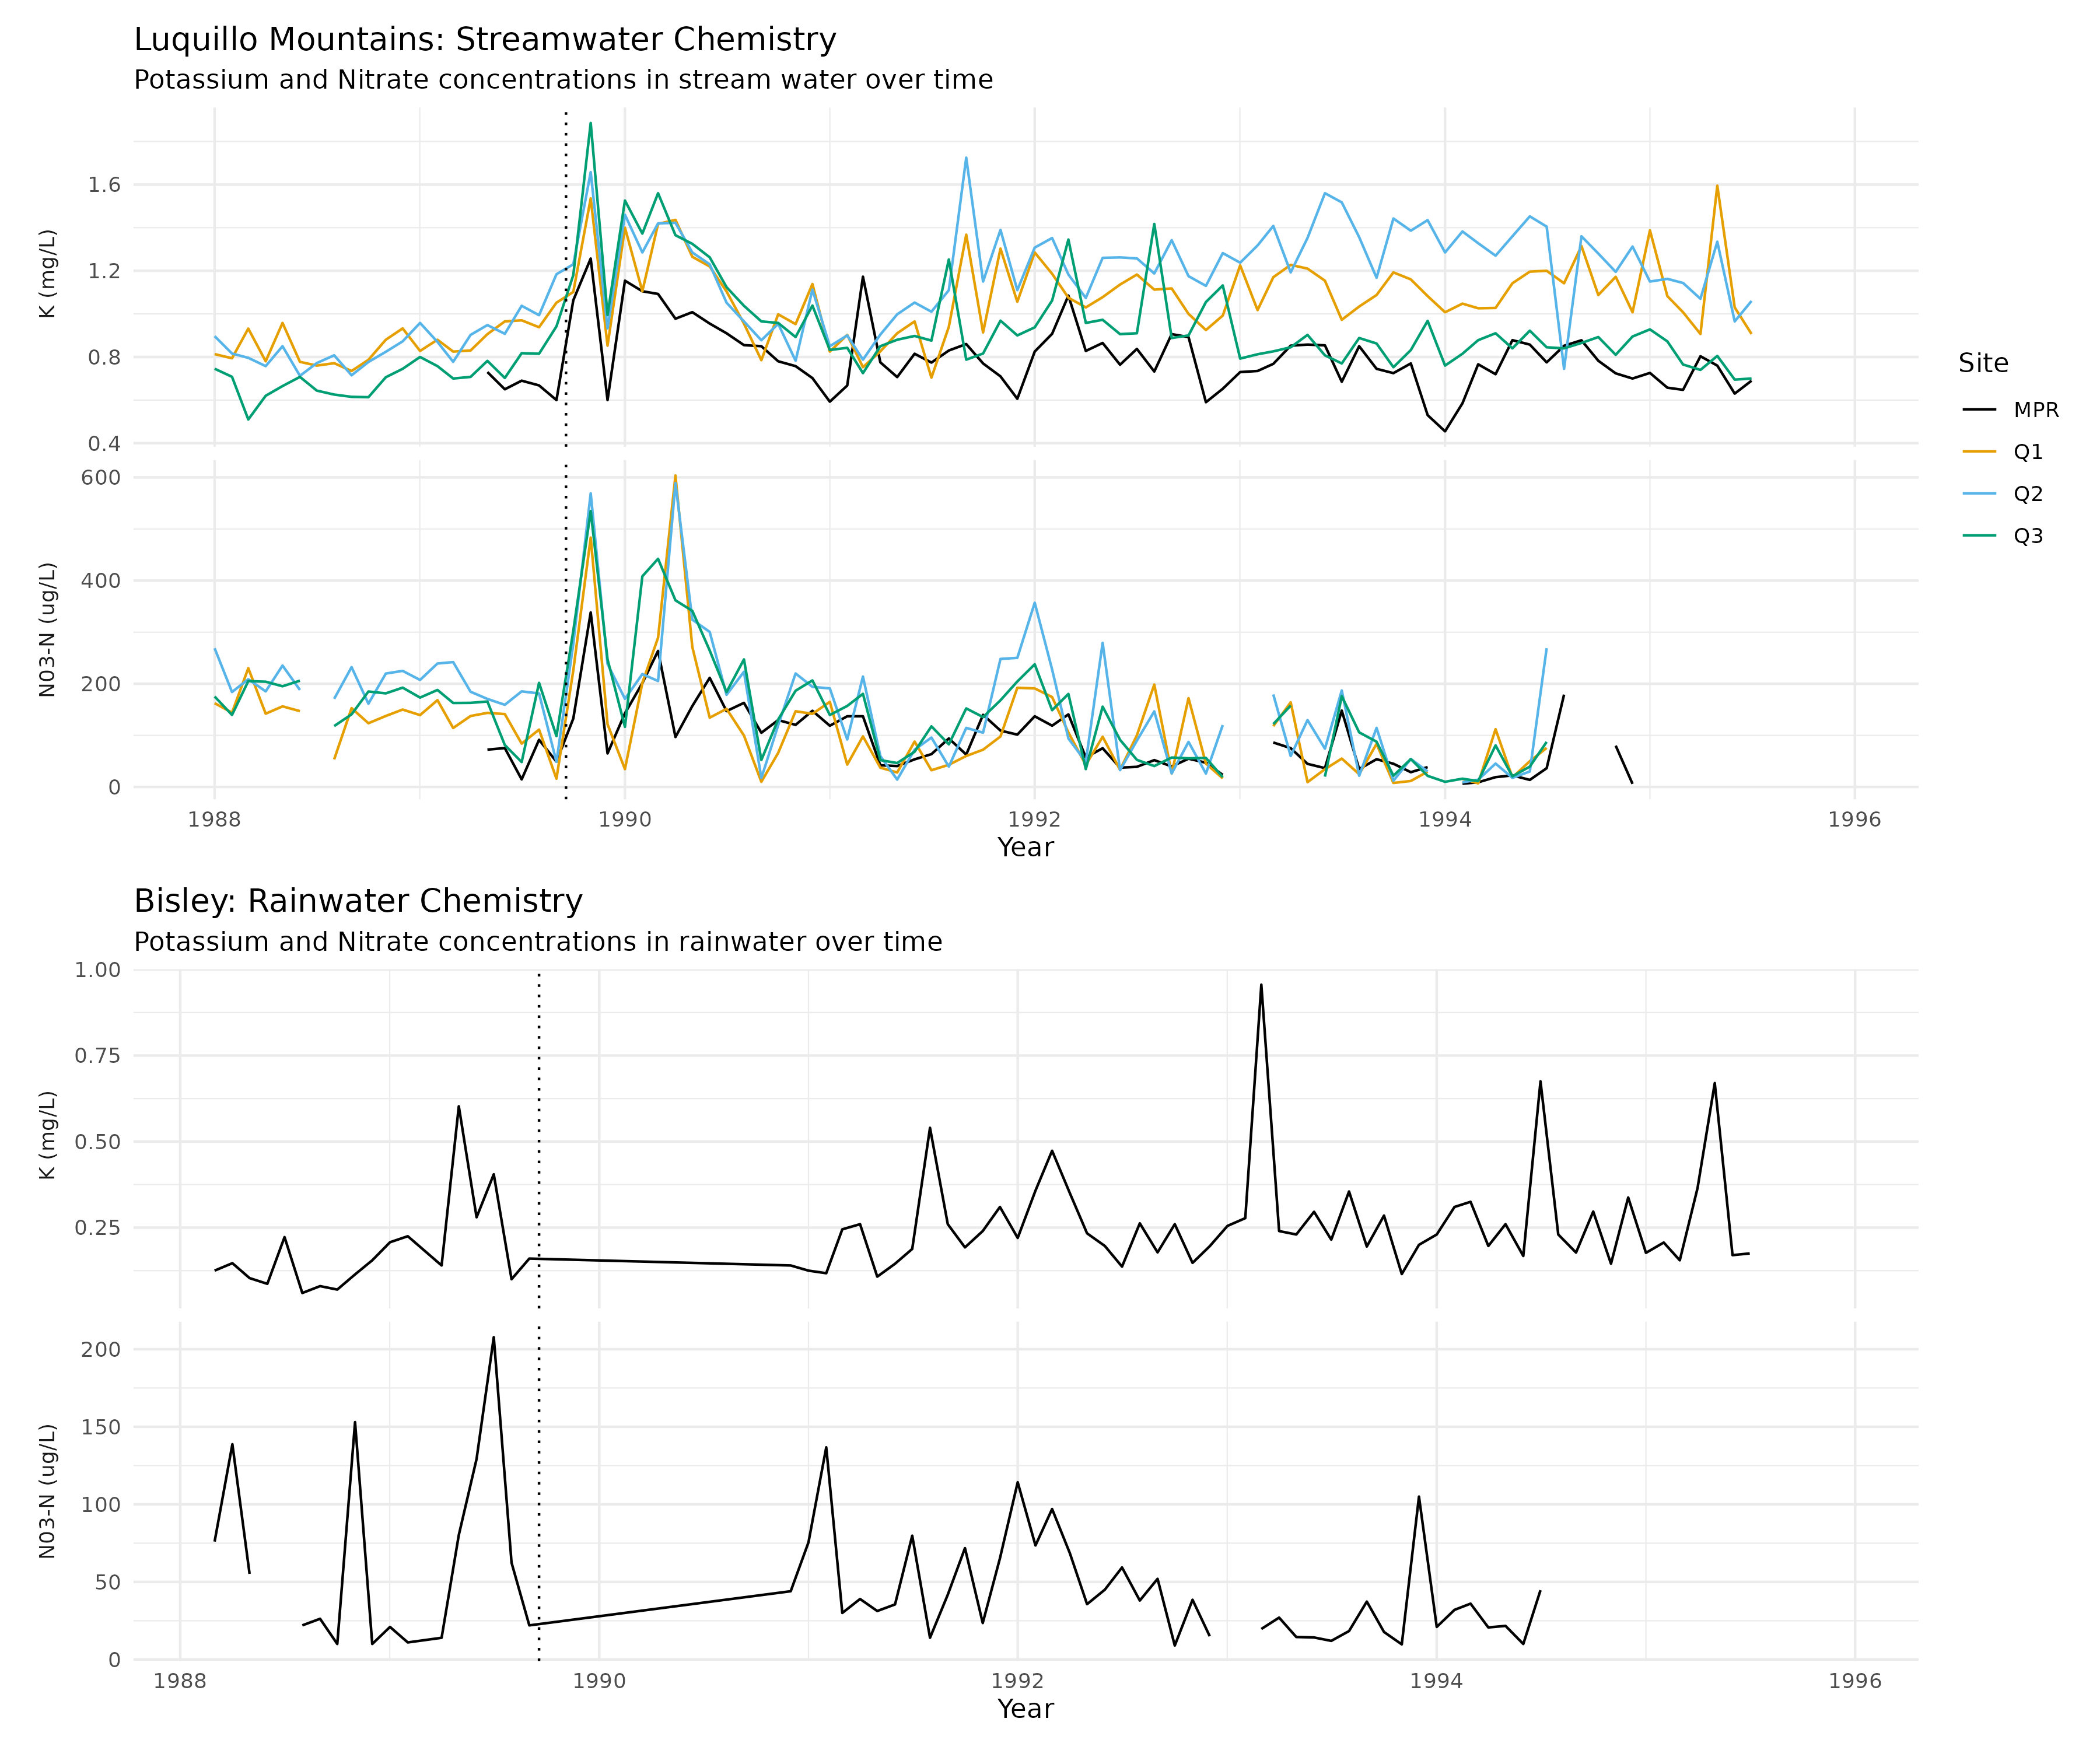 Luquillo Mountains: Streamwater Chemistry
Potassium and Nitrate concentrations in stream water over time
K (mg/L)
1.6
1.2
0.8
0.4
N03-N (ug/L)
600
400
200
0
1988 1990 1992 1994 1996
Year
Site
MPR
Q1
Q2
Q3
Bisley: Rainwater Chemistry
Potassium and Nitrate concentrations in rainwater over time
K (mg/L)
1.00
0.75
0.50
0.25
N03-N (ug/L)
200
150
100
50
0
1988 1990 1992 1994 1996
Year